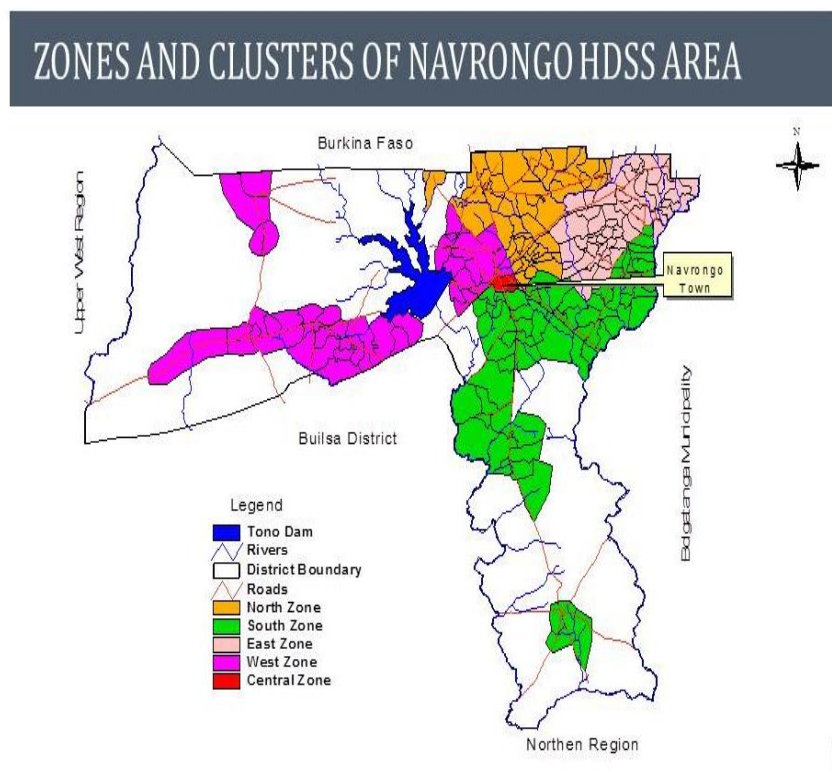 ZONES AND CLUSTERS OF NAVRONGO HDSS AREA
Burkina Faso
N
Upper West Region
Navrongo
Town
Builsa District
Bolgatanga Municipality
Legend
Tono Dam
Rivers
District Boundary
Roads
North Zone
South Zone
East Zone
West Zone
Central Zone
Northen Region